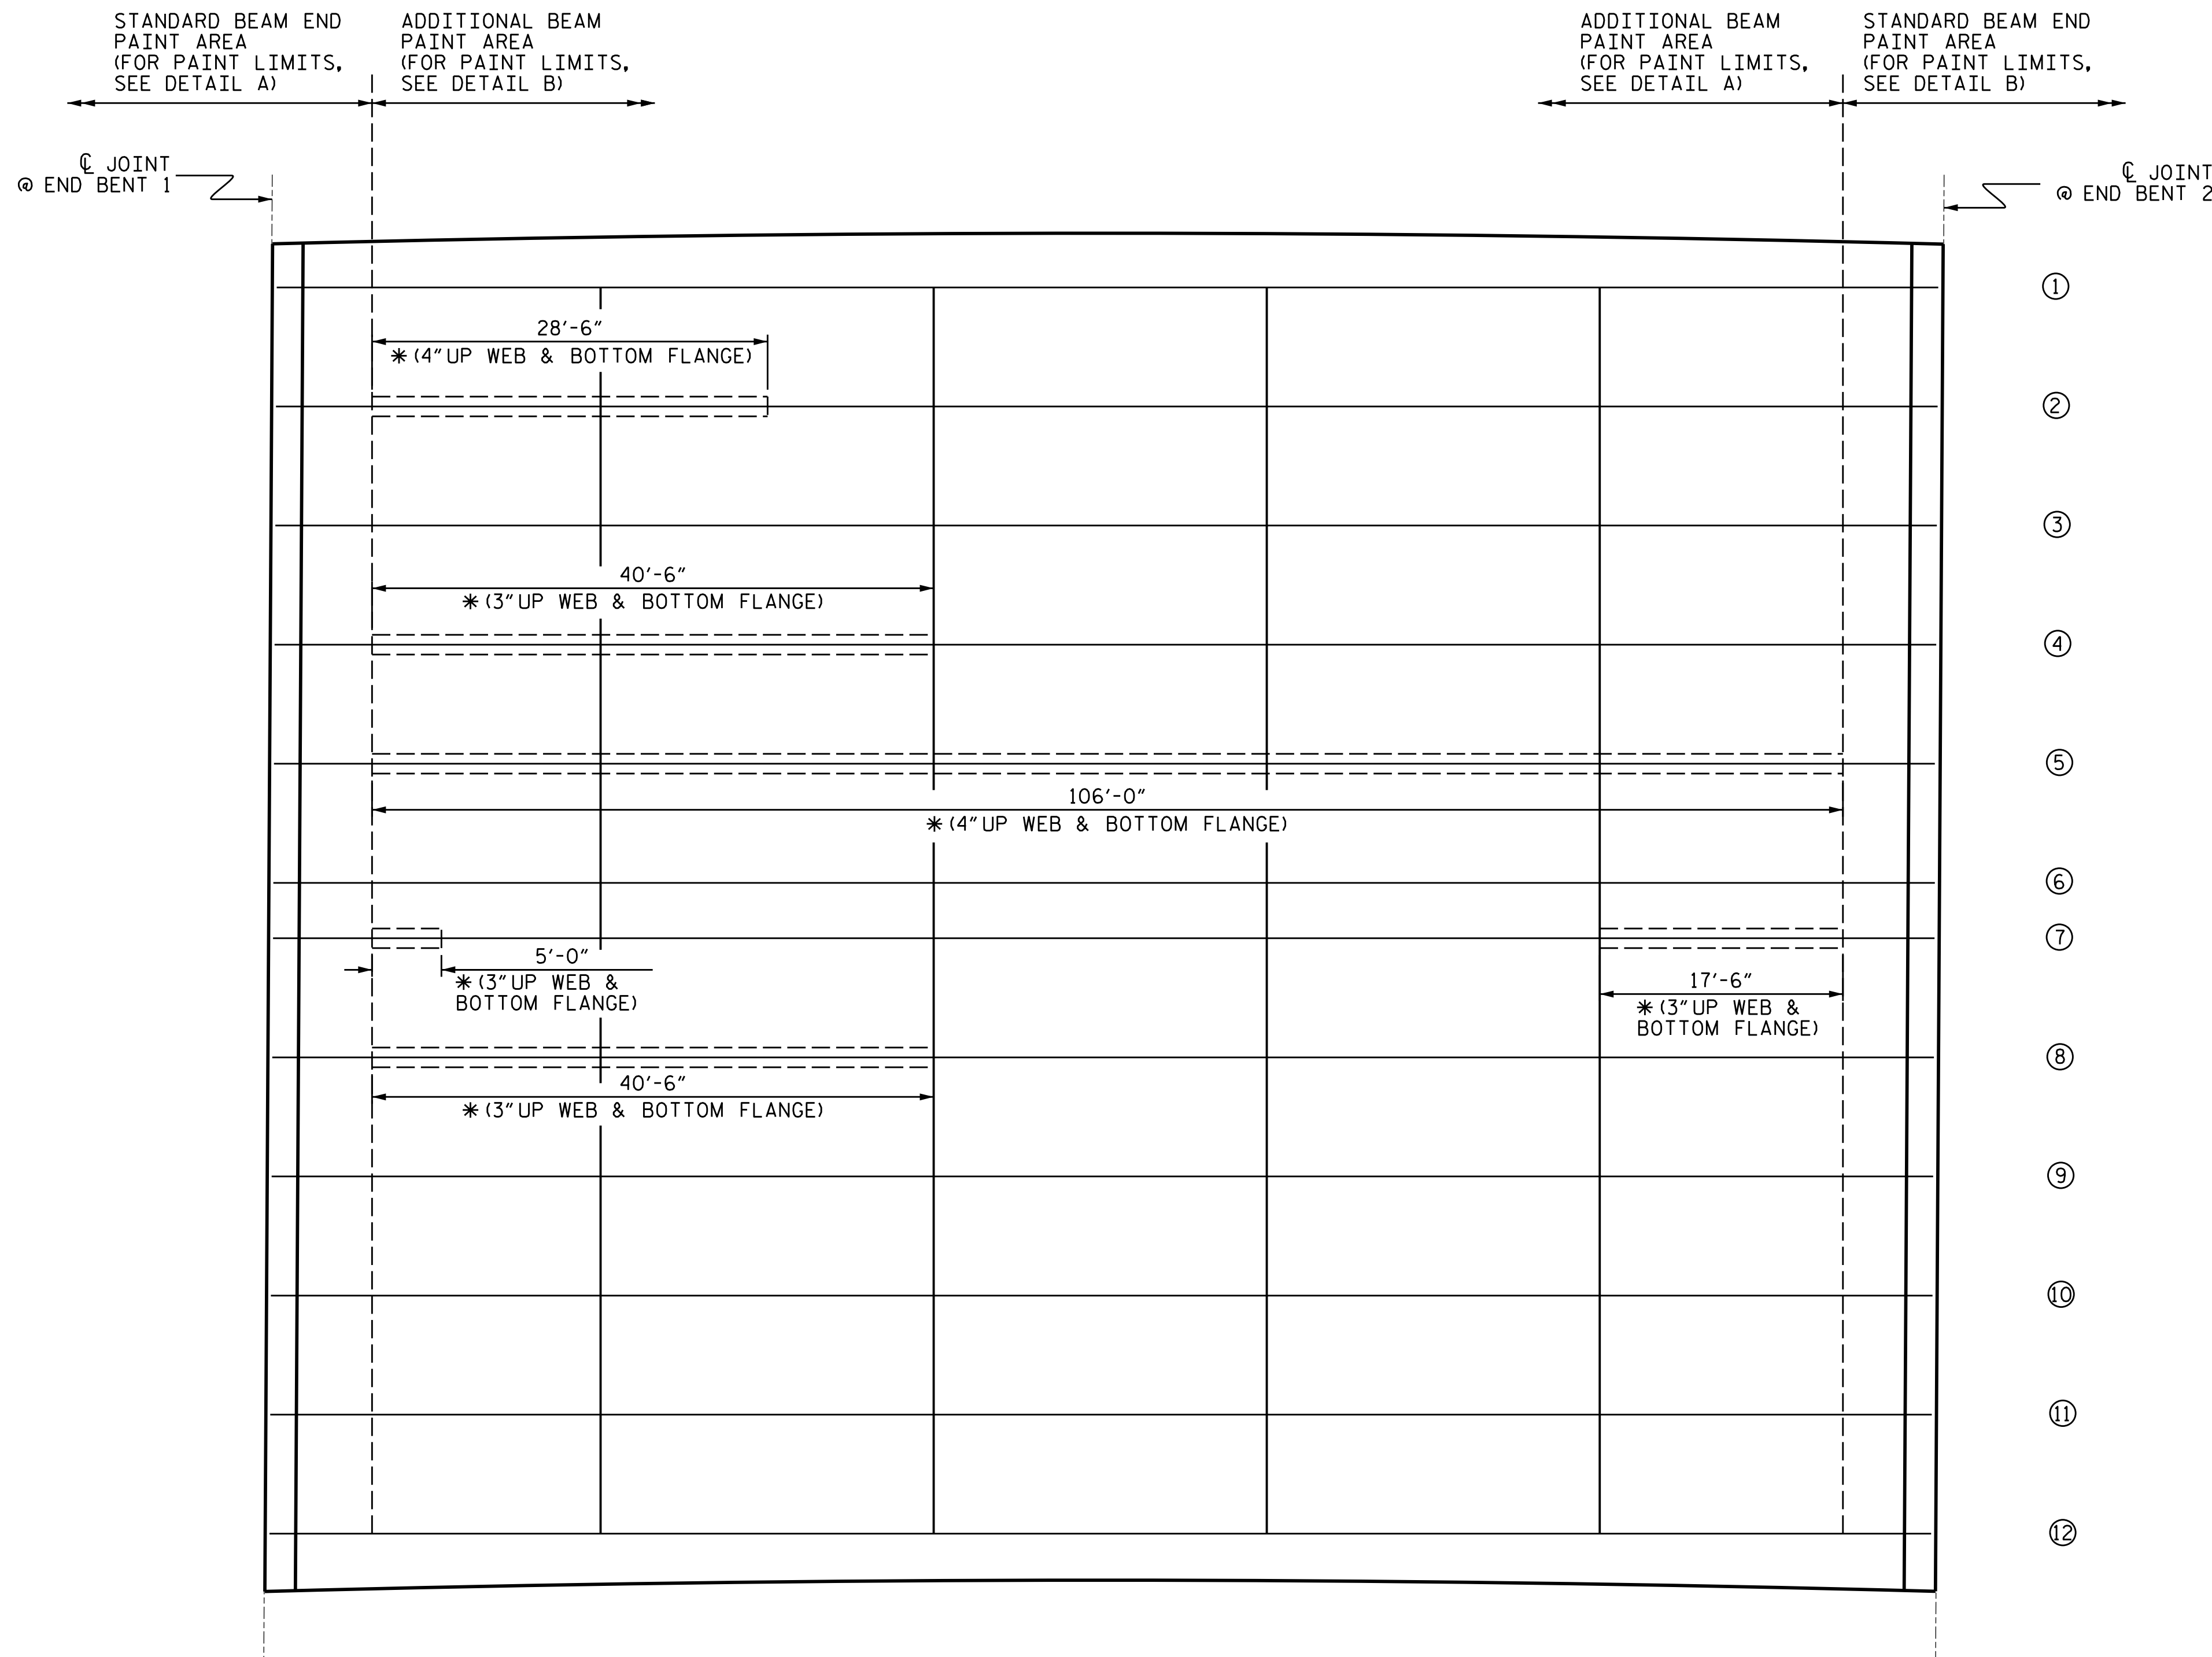 STANDARD BEAM END
PAINT AREA
(FOR PAINT LIMITS,
SEE DETAIL A)
ADDITIONAL BEAM
PAINT AREA
(FOR PAINT LIMITS,
SEE DETAIL B)
ADDITIONAL BEAM
PAINT AREA
(FOR PAINT LIMITS,
SEE DETAIL A)
STANDARD BEAM END
PAINT AREA
(FOR PAINT LIMITS,
SEE DETAIL B)
℄ JOINT
@ END BENT 1
℄ JOINT
@ END BENT 2
1
28'-6"
*(4"UP WEB & BOTTOM FLANGE)
2
3
40'-6"
*(3"UP WEB & BOTTOM FLANGE)
4
5
106'-0"
*(4"UP WEB & BOTTOM FLANGE)
6
7
5'-0"
*(3"UP WEB &
BOTTOM FLANGE)
17'-6"
*(3"UP WEB &
BOTTOM FLANGE)
8
40'-6"
*(3"UP WEB & BOTTOM FLANGE)
9
10
11
12